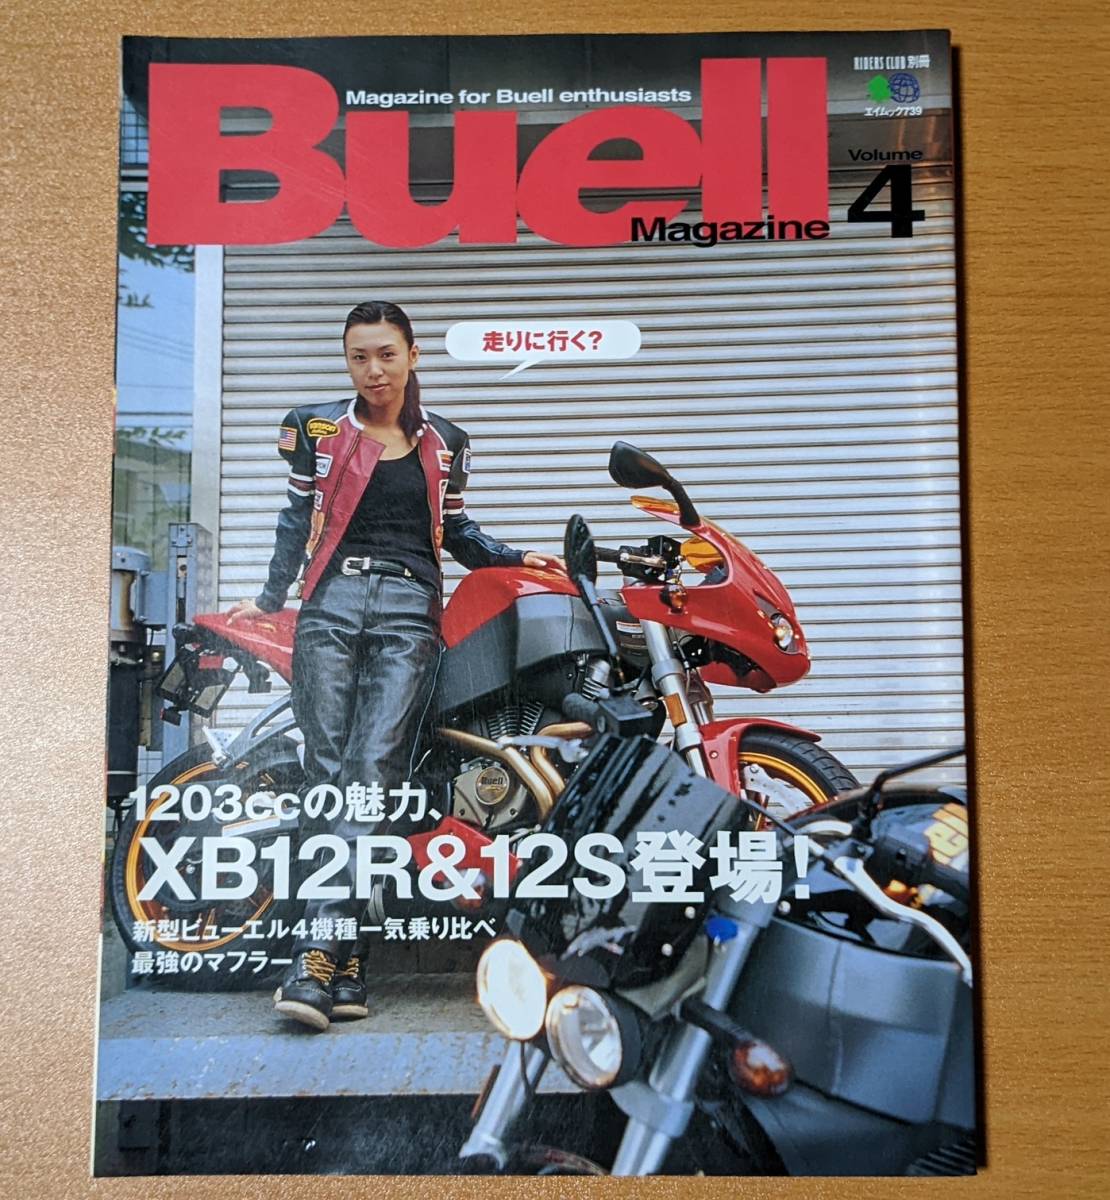 RIDERS CLUB 別冊
Magazine for Buell enthusiasts
Buell
エイムック739
Volume
4
Magazine
走りに行く?
vanson
Buell
1203ccの魅力、
XB12R&12S登場!
新型ビューエル4機種一気乗り比べ
最強のマフラー